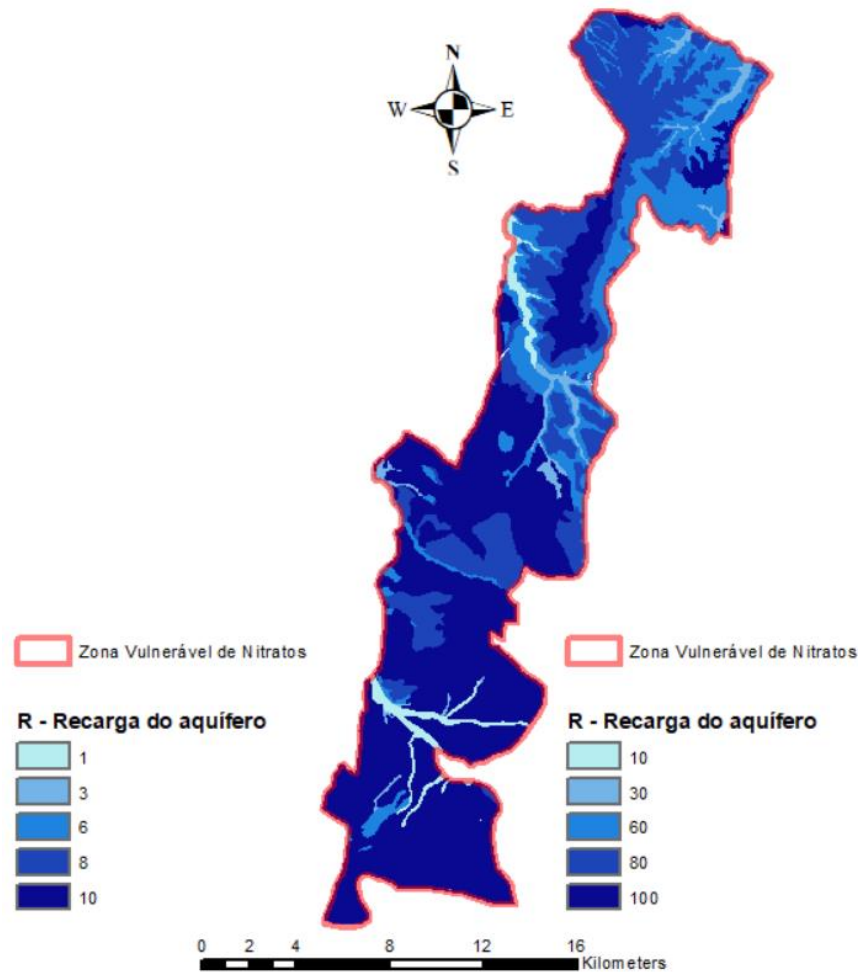 N
W E
S
Zona Vulnerável de Nitratos
R - Recarga do aquífero
1
3
6
8
10
Zona Vulnerável de Nitratos
R - Recarga do aquífero
10
30
60
80
100
0 2 4 8 12 16
Kilometers